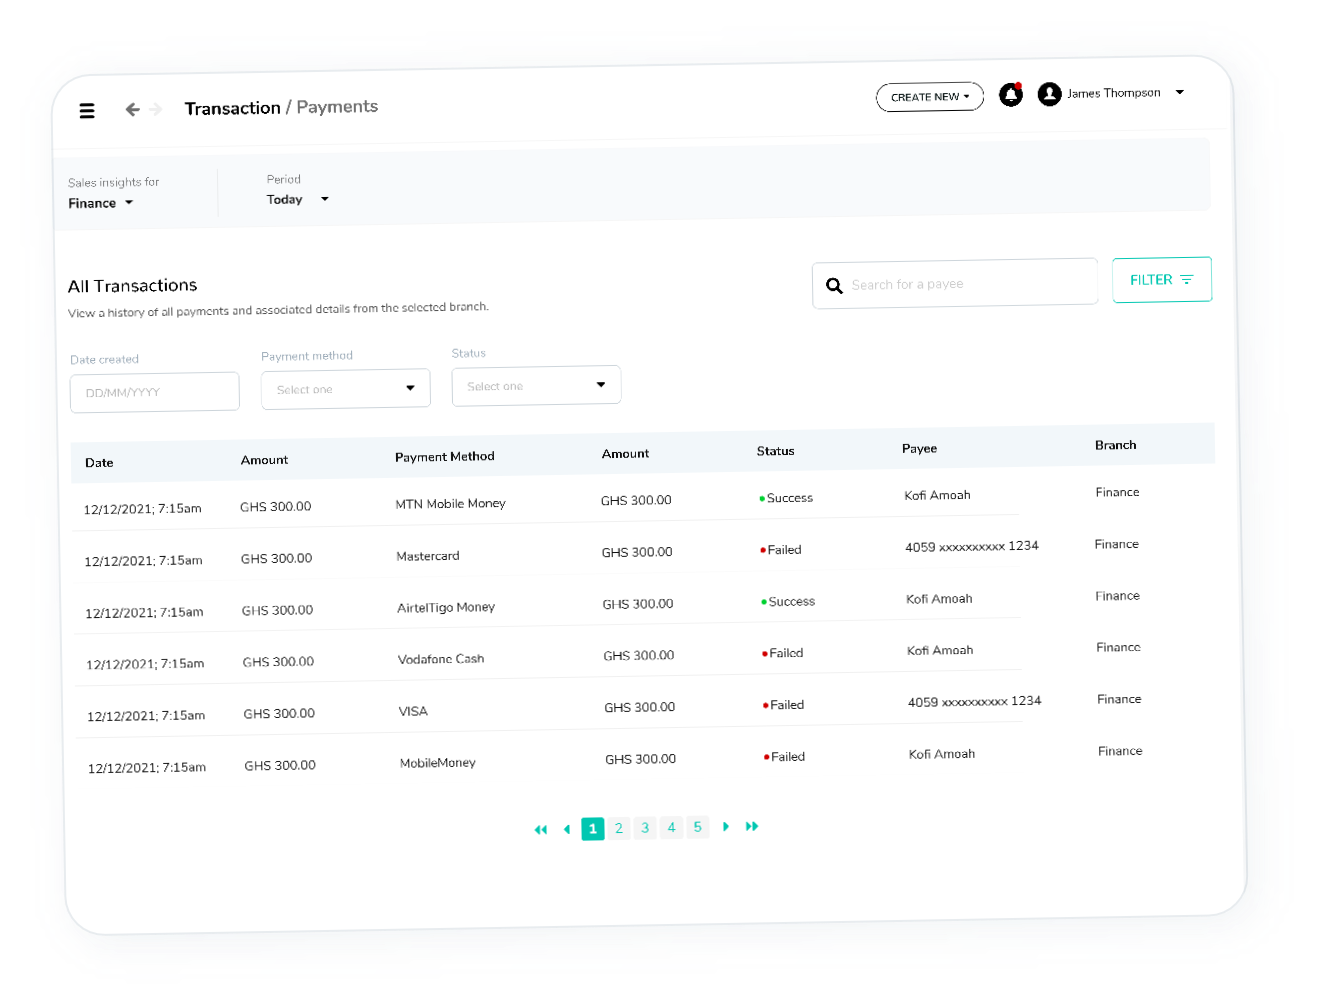 Transaction / Payments CREATE NEW James Thompson
Sales insights for Period
Finance Today
All Transactions Search for a payee FILTER
View a history of all payments and associated details from the selected branch.
Date created Payment method Status
DD/MM/YYYY Select one Select one
Date Amount Payment Method Amount Status Payee Branch
12/12/2021; 7:15am GHS 300.00 MTN Mobile Money GHS 300.00 Success Kofi Amoah Finance
12/12/2021; 7:15am GHS 300.00 Mastercard GHS 300.00 Failed 4059 xxxxxxxxxx 1234 Finance
12/12/2021; 7:15am GHS 300.00 AirtelTigo Money GHS 300.00 Success Kofi Amoah Finance
12/12/2021; 7:15am GHS 300.00 Vodafone Cash GHS 300.00 Failed Kofi Amoah Finance
12/12/2021; 7:15am GHS 300.00 VISA GHS 300.00 Failed 4059 xxxxxxxxxx 1234 Finance
12/12/2021; 7:15am GHS 300.00 MobileMoney GHS 300.00 Failed Kofi Amoah Finance
1 2 3 4 5